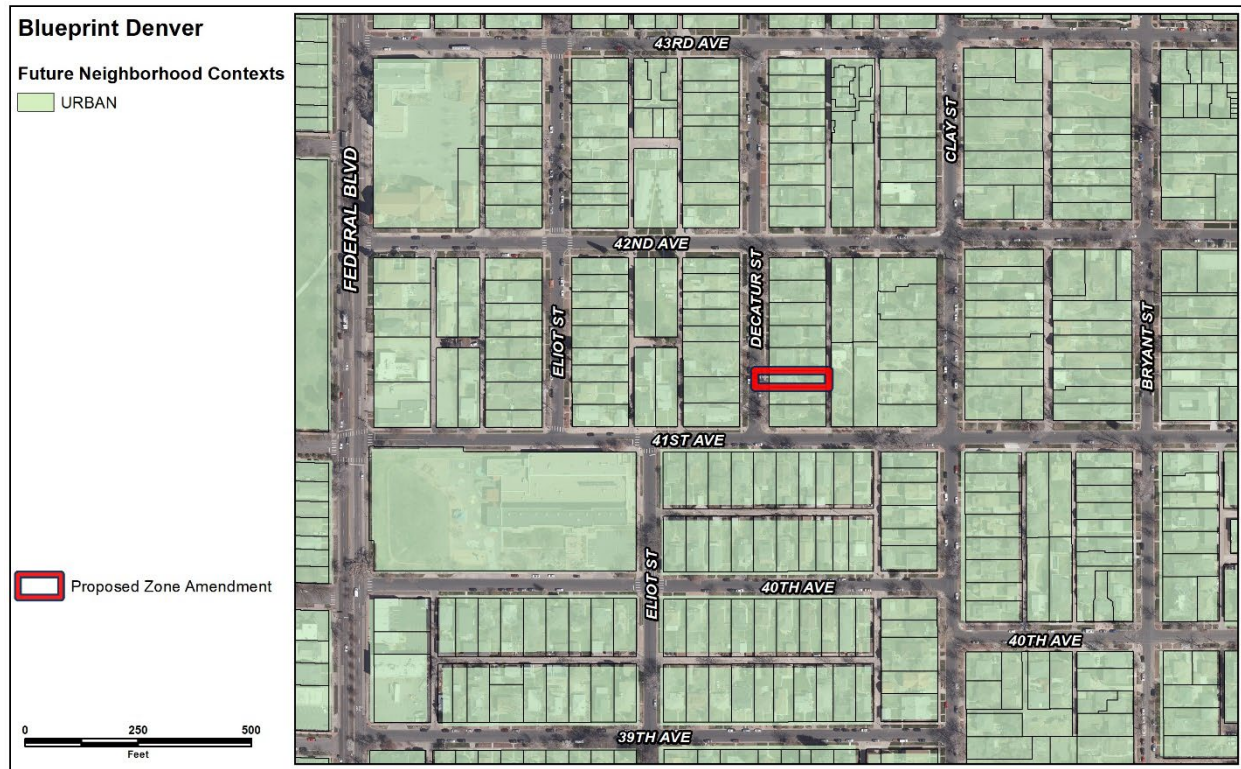 Blueprint Denver
Future Neighborhood Contexts
URBAN
Proposed Zone Amendment
0 250 500
Feet
43RD AVE
FEDERAL BLVD
CLAY ST
42ND AVE
ELIOT ST
DECATUR ST
BRYANT ST
41ST AVE
ELIOT ST
40TH AVE
40TH AVE
39TH AVE